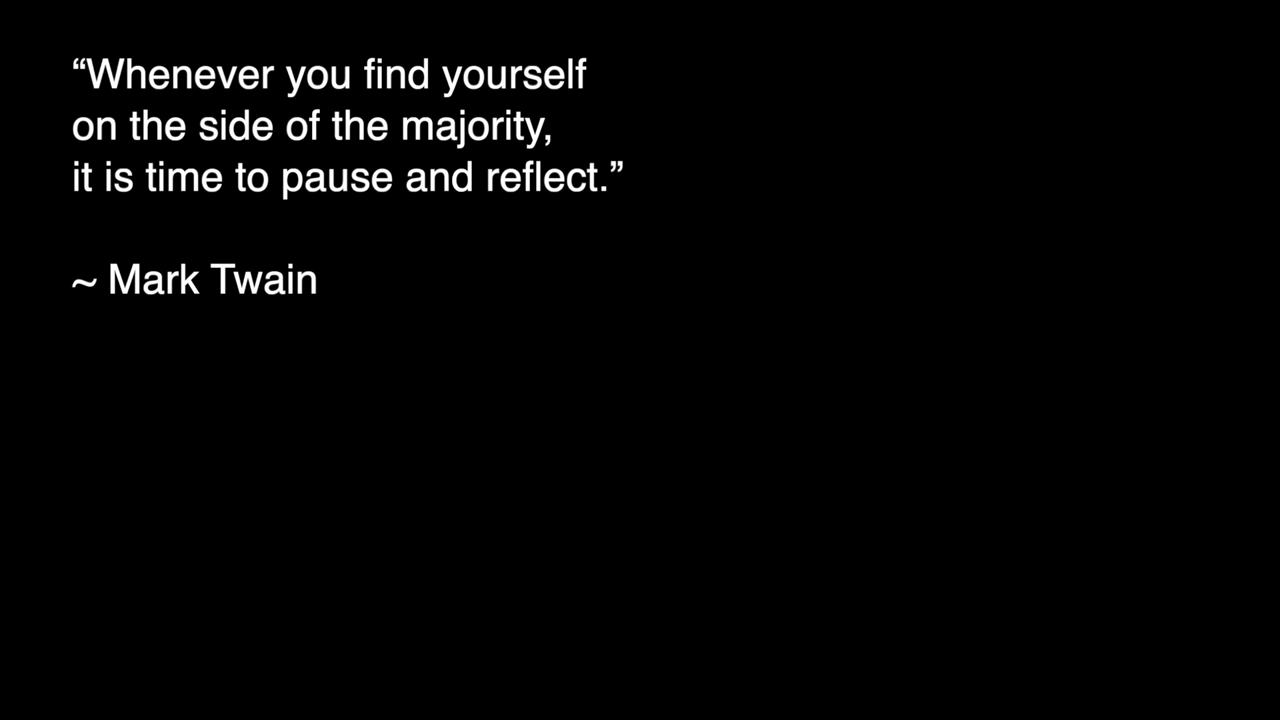 “Whenever you find yourself
on the side of the majority,
it is time to pause and reflect.”
~ Mark Twain